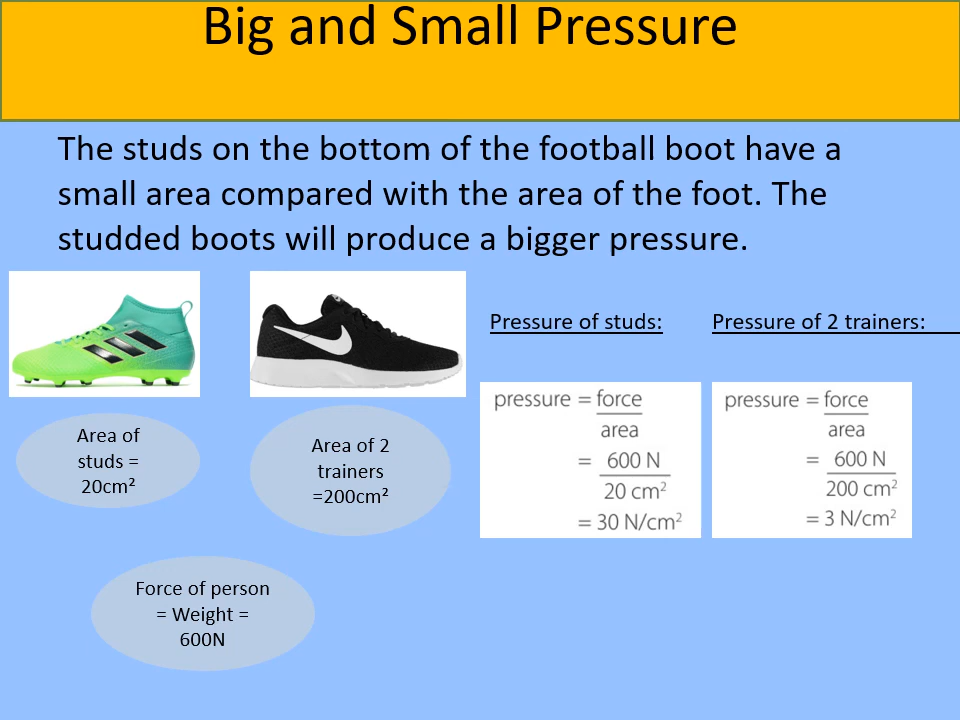 Big and Small Pressure
The studs on the bottom of the football boot have a
small area compared with the area of the foot. The
studded boots will produce a bigger pressure.
Pressure of studs:
Pressure of 2 trainers:
Area of
studs =
20cm²
Area of 2
trainers
=200cm²
pressure = force
area
= 600 N
20 cm²
= 30 N/cm²
pressure = force
area
= 600 N
200 cm²
= 3 N/cm²
Force of person
= Weight =
600N